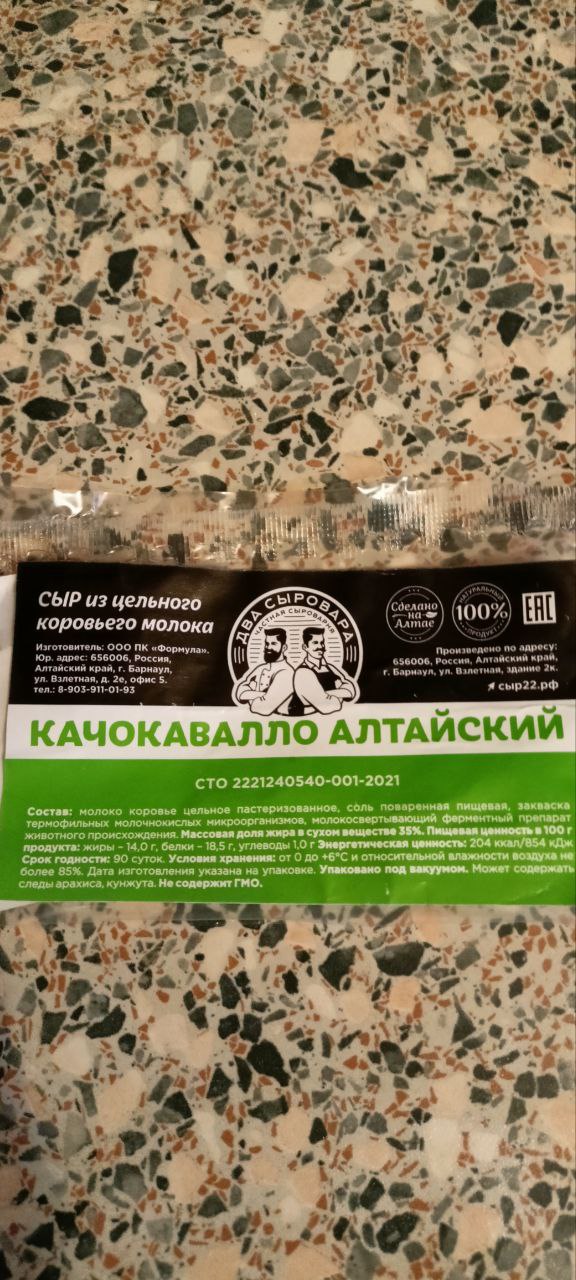 СЫР из цельного
коровьего молока
Изготовитель: ООО ПК «Формула».
Юр. адрес: 656006, Россия,
Алтайский край, г. Барнаул,
ул. Взлетная, д. 2е, офис 5.
тел.: 8-903-911-01-93
ДВА СЫРОВАРА
ЧАСТНАЯ СЫРОВАРНЯ
Сделано
на
Алтае
НАТУРАЛЬНЫЙ
100%
ПРОДУКТ
ЕАС
Произведено по адресу:
656006, Россия, Алтайский край,
г. Барнаул, ул. Взлетная, здание 2к.
сыр22.рф
КАЧОКАВАЛЛО АЛТАЙСКИЙ
СТО 2221240540-001-2021
Состав: молоко коровье цельное пастеризованное, соль поваренная пищевая, закваска
термофильных молочнокислых микроорганизмов, молокосвертывающий ферментный препарат
животного происхождения. Массовая доля жира в сухом веществе 35%. Пищевая ценность в 100 г
продукта: жиры – 14,0 г, белки – 18,5 г, углеводы 1,0 г Энергетическая ценность: 204 ккал/854 кДж
Срок годности: 90 суток. Условия хранения: от 0 до +6°С и относительной влажности воздуха не
более 85%. Дата изготовления указана на упаковке. Упаковано под вакуумом. Может содержать
следы арахиса, кунжута. Не содержит ГМО.